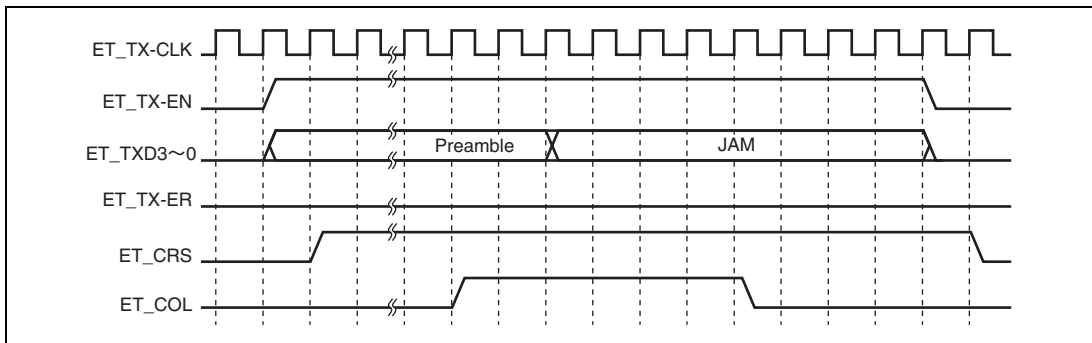 ET_TX-CLK
ET_TX-EN
ET_TXD3～0
Preamble
JAM
ET_TX-ER
ET_CRS
ET_COL